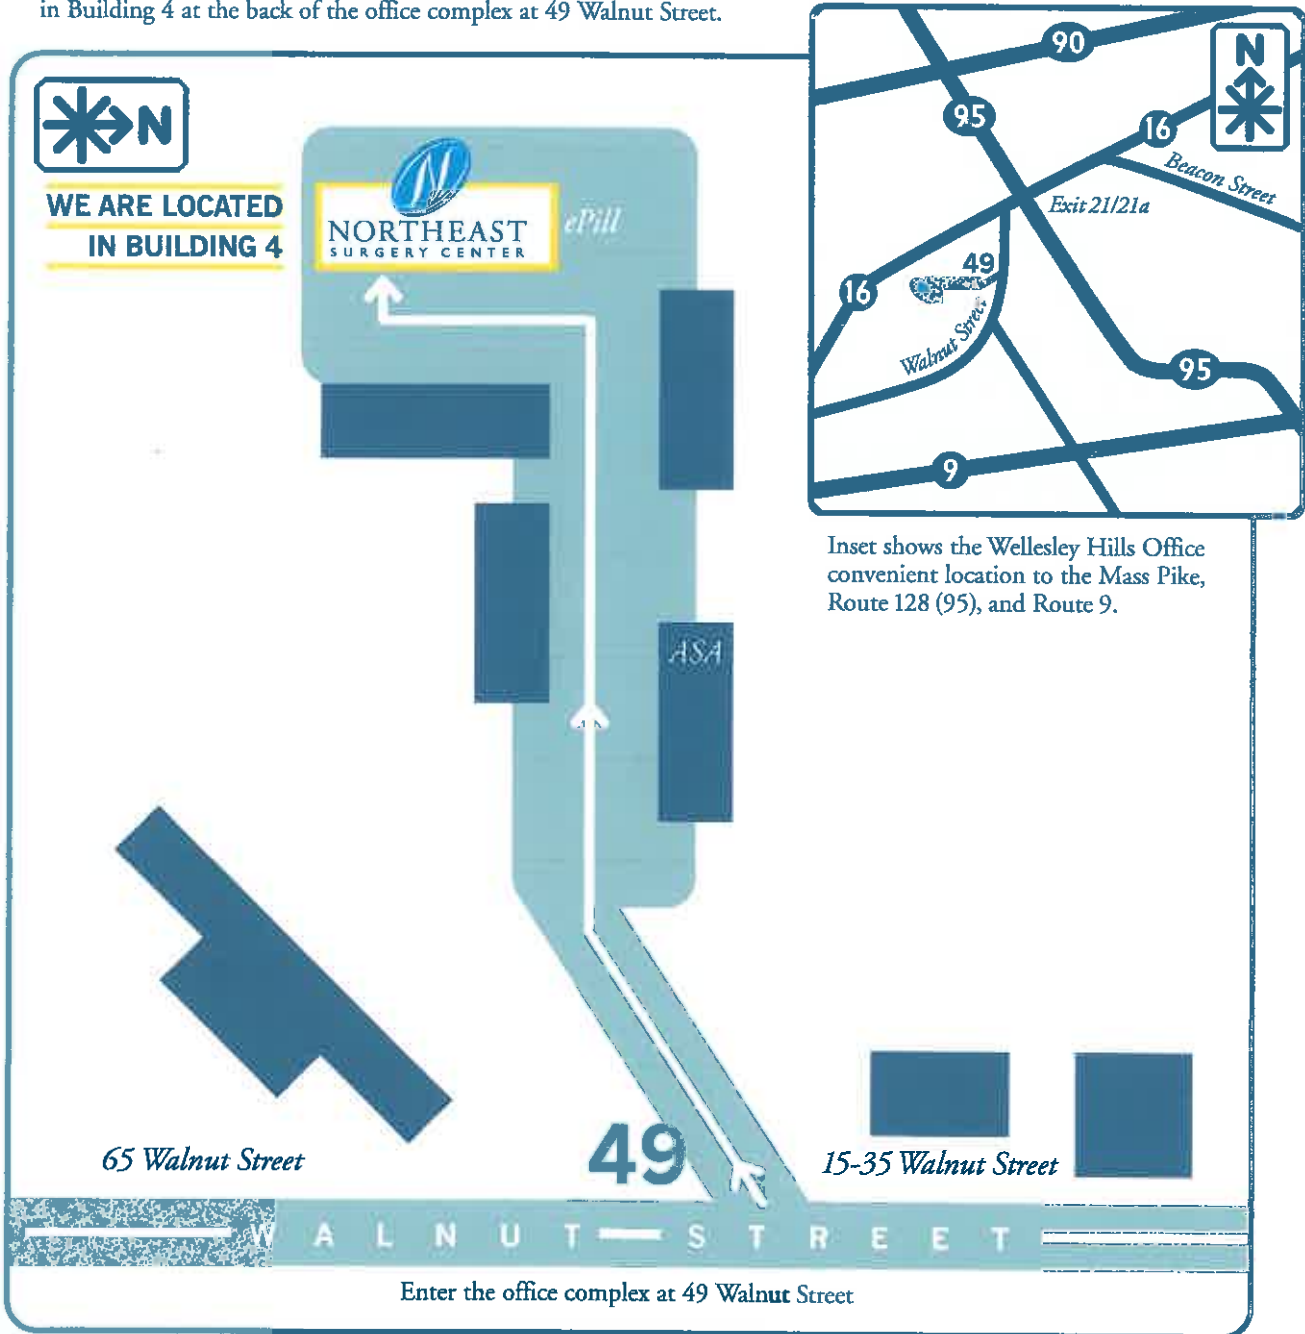 in Building 4 at the back of the office complex at 49 Walnut Street.
N
WE ARE LOCATED
IN BUILDING 4
N
NORTHEAST
SURGERY CENTER
ePill
ASA
90
N
95
16
Beacon Street
Exit 21/21a
49
16
Walnut Street
95
9
Inset shows the Wellesley Hills Office
convenient location to the Mass Pike,
Route 128 (95), and Route 9.
65 Walnut Street
49
15-35 Walnut Street
WALNUT STREET
Enter the office complex at 49 Walnut Street